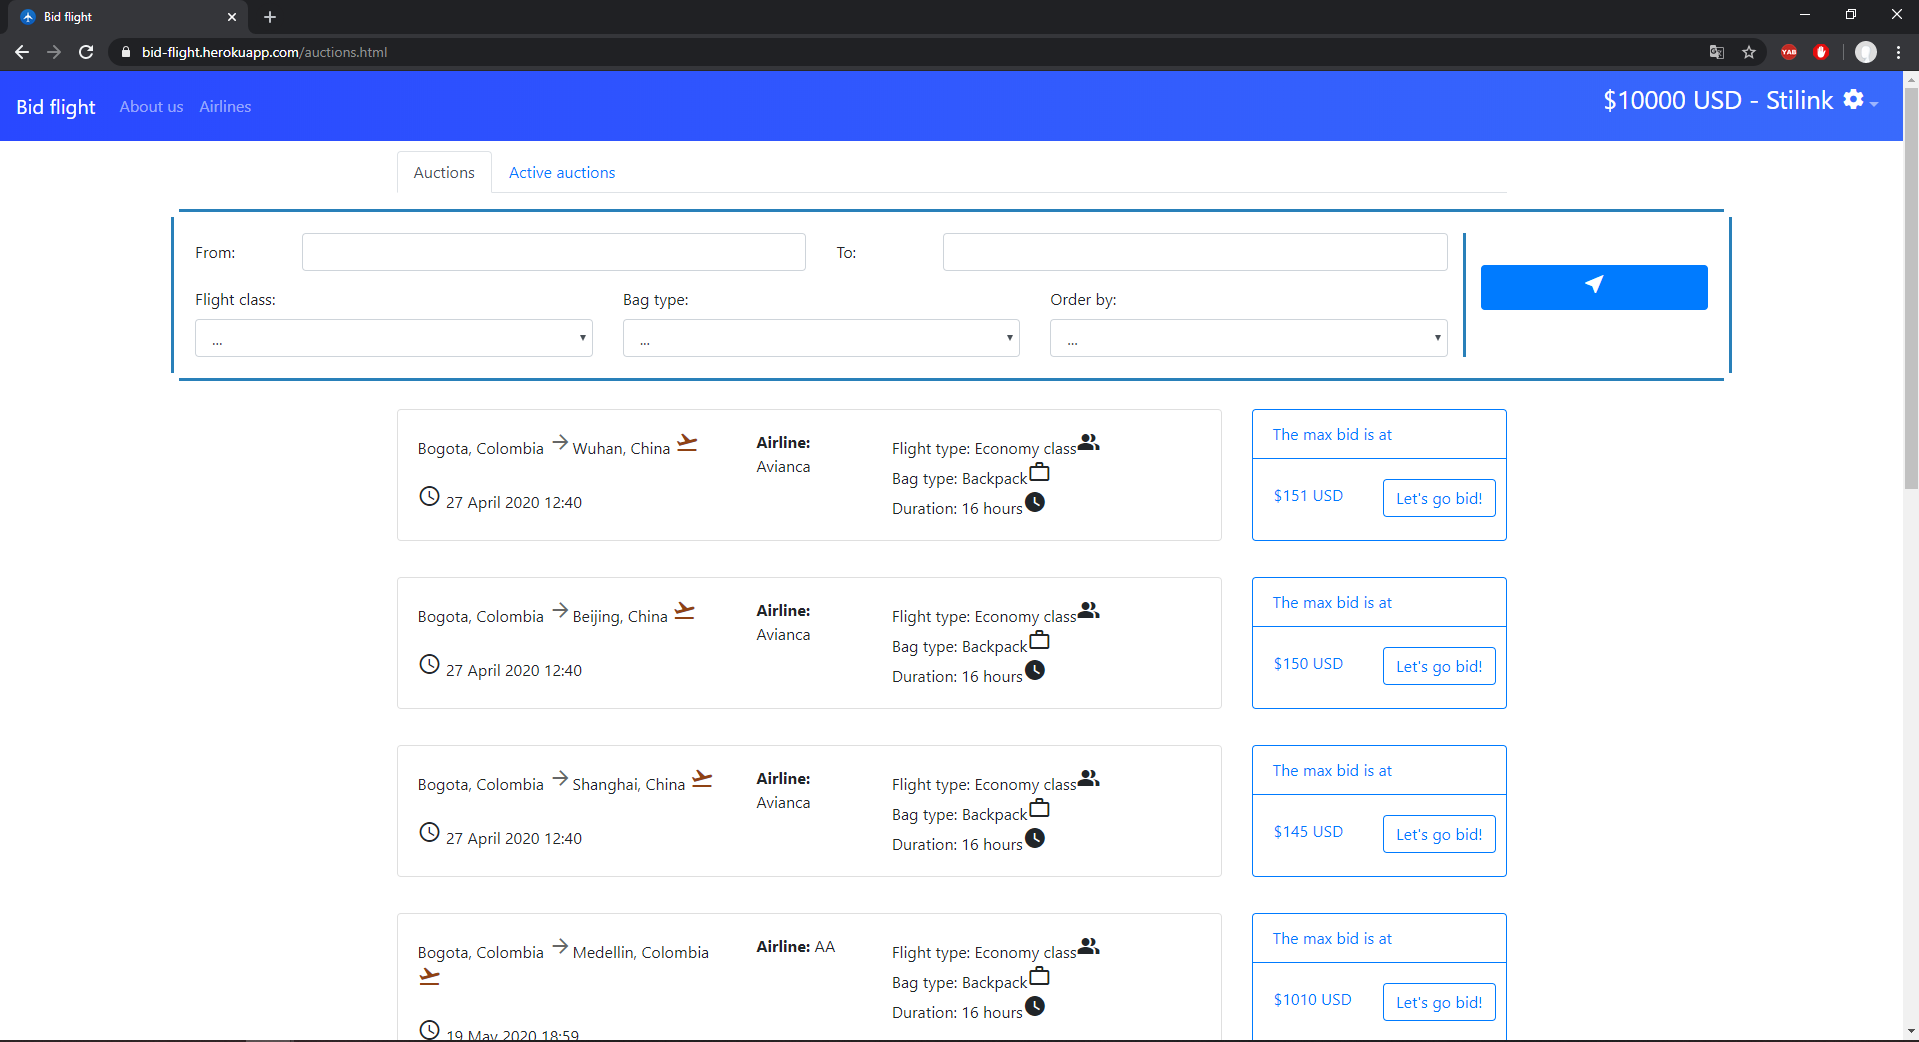 Bid flight
bid-flight.herokuapp.com/auctions.html
YAB
Bid flight About us Airlines $10000 USD - Stilink
Auctions Active auctions
From: To:
Flight class: Bag type: Order by:
... ... ...
Bogota, Colombia Wuhan, China
27 April 2020 12:40
Airline:
Avianca
Flight type: Economy class
Bag type: Backpack
Duration: 16 hours
The max bid is at
$151 USD Let's go bid!
Bogota, Colombia Beijing, China
27 April 2020 12:40
Airline:
Avianca
Flight type: Economy class
Bag type: Backpack
Duration: 16 hours
The max bid is at
$150 USD Let's go bid!
Bogota, Colombia Shanghai, China
27 April 2020 12:40
Airline:
Avianca
Flight type: Economy class
Bag type: Backpack
Duration: 16 hours
The max bid is at
$145 USD Let's go bid!
Bogota, Colombia Medellin, Colombia
19 May 2020 18:59
Airline: AA
Flight type: Economy class
Bag type: Backpack
Duration: 16 hours
The max bid is at
$1010 USD Let's go bid!